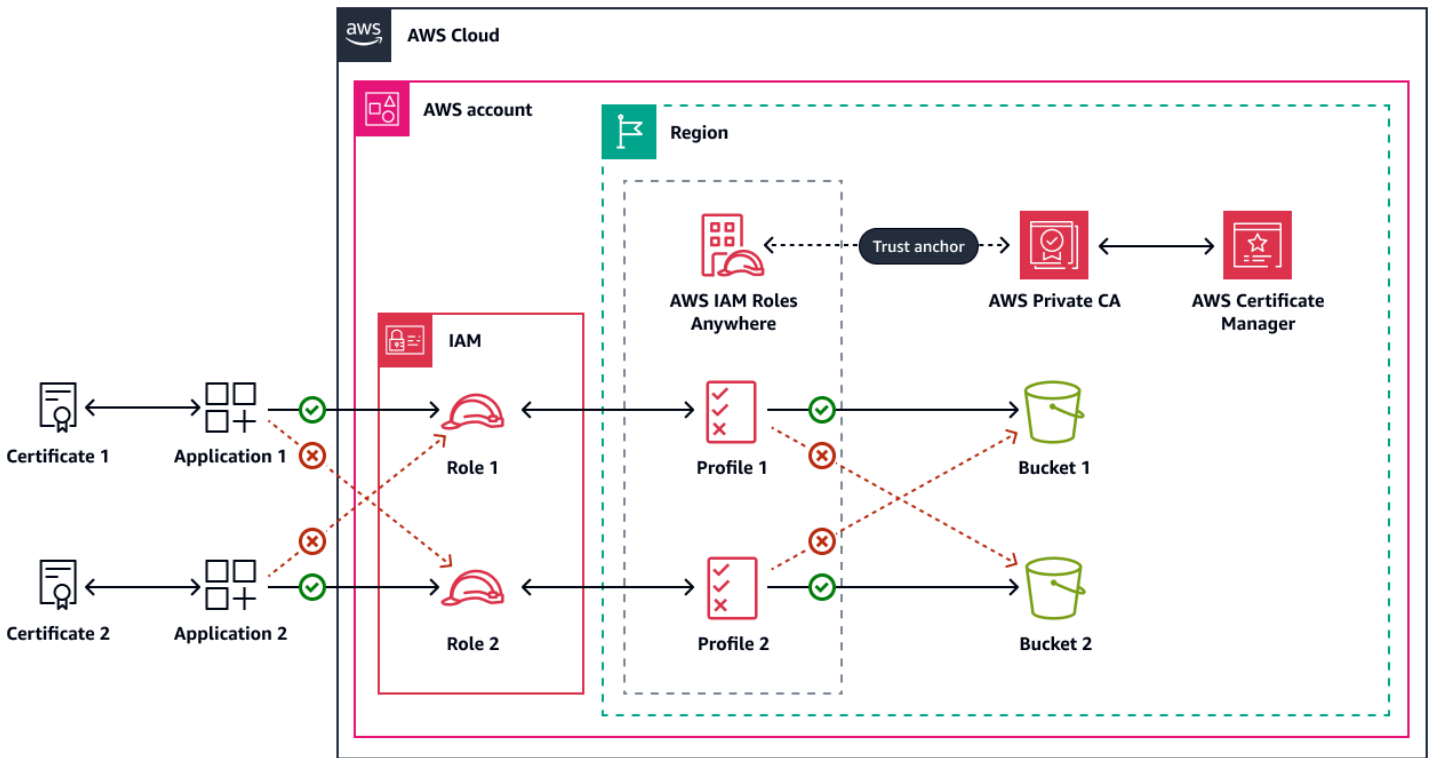 aws
AWS Cloud
AWS account
Region
Trust anchor
AWS IAM Roles
Anywhere
AWS Private CA
AWS Certificate
Manager
IAM
Certificate 1
Application 1
Role 1
Profile 1
Bucket 1
Certificate 2
Application 2
Role 2
Profile 2
Bucket 2